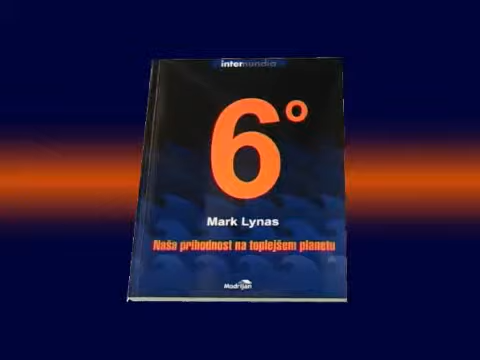 intermundia
6°
Mark Lynas
Naša prihodnost na toplejšem planetu
Modrijan